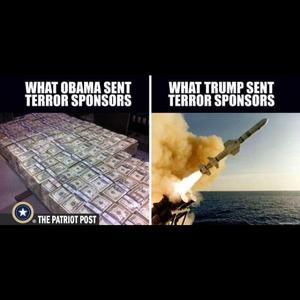 WHAT OBAMA SENT
TERROR SPONSORS
WHAT TRUMP SENT
TERROR SPONSORS
THE PATRIOT POST